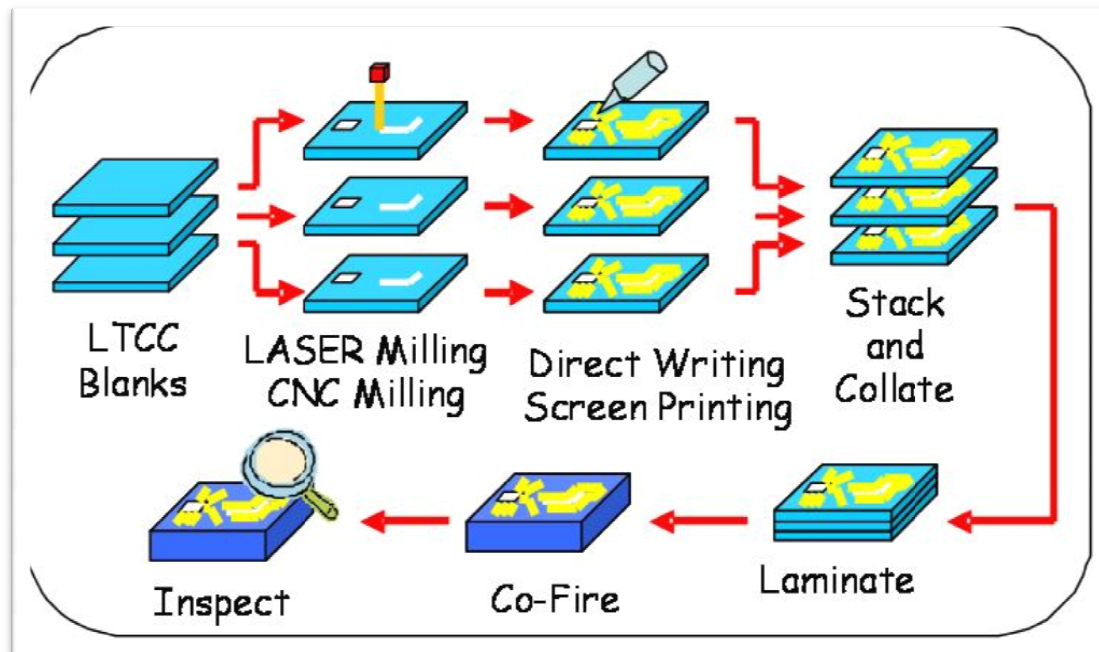 LTCC
Blanks
LASER Milling
CNC Milling
Direct Writing
Screen Printing
Stack
and
Collate
Laminate
Co-Fire
Inspect